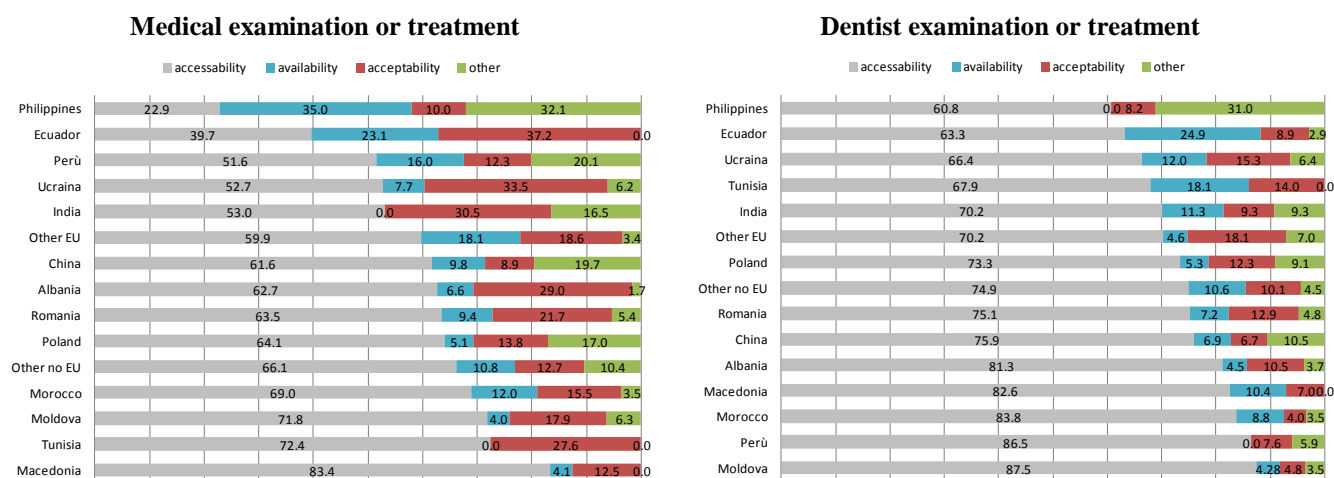 Medical examination or treatment
accessability availability acceptability other
Philippines 22.9 35.0 10.0 32.1
Ecuador 39.7 23.1 37.2 0.0
Perù 51.6 16.0 12.3 20.1
Ucraina 52.7 7.7 33.5 6.2
India 53.0 0.0 30.5 16.5
Other EU 59.9 18.1 18.6 3.4
China 61.6 9.8 8.9 19.7
Albania 62.7 6.6 29.0 1.7
Romania 63.5 9.4 21.7 5.4
Poland 64.1 5.1 13.8 17.0
Other no EU 66.1 10.8 12.7 10.4
Morocco 69.0 12.0 15.5 3.5
Moldova 71.8 4.0 17.9 6.3
Tunisia 72.4 0.0 27.6 0.0
Macedonia 83.4 4.1 12.5 0.0
Dentist examination or treatment
accessability availability acceptability other
Philippines 60.8 0.0 8.2 31.0
Ecuador 63.3 24.9 8.9 2.9
Ucraina 66.4 12.0 15.3 6.4
Tunisia 67.9 18.1 14.0 0.0
India 70.2 11.3 9.3 9.3
Other EU 70.2 4.6 18.1 7.0
Poland 73.3 5.3 12.3 9.1
Other no EU 74.9 10.6 10.1 4.5
Romania 75.1 7.2 12.9 4.8
China 75.9 6.9 6.7 10.5
Albania 81.3 4.5 10.5 3.7
Macedonia 82.6 10.4 7.0 0.0
Morocco 83.8 8.8 4.0 3.5
Perù 86.5 0.0 7.6 5.9
Moldova 87.5 4.28 4.8 3.5